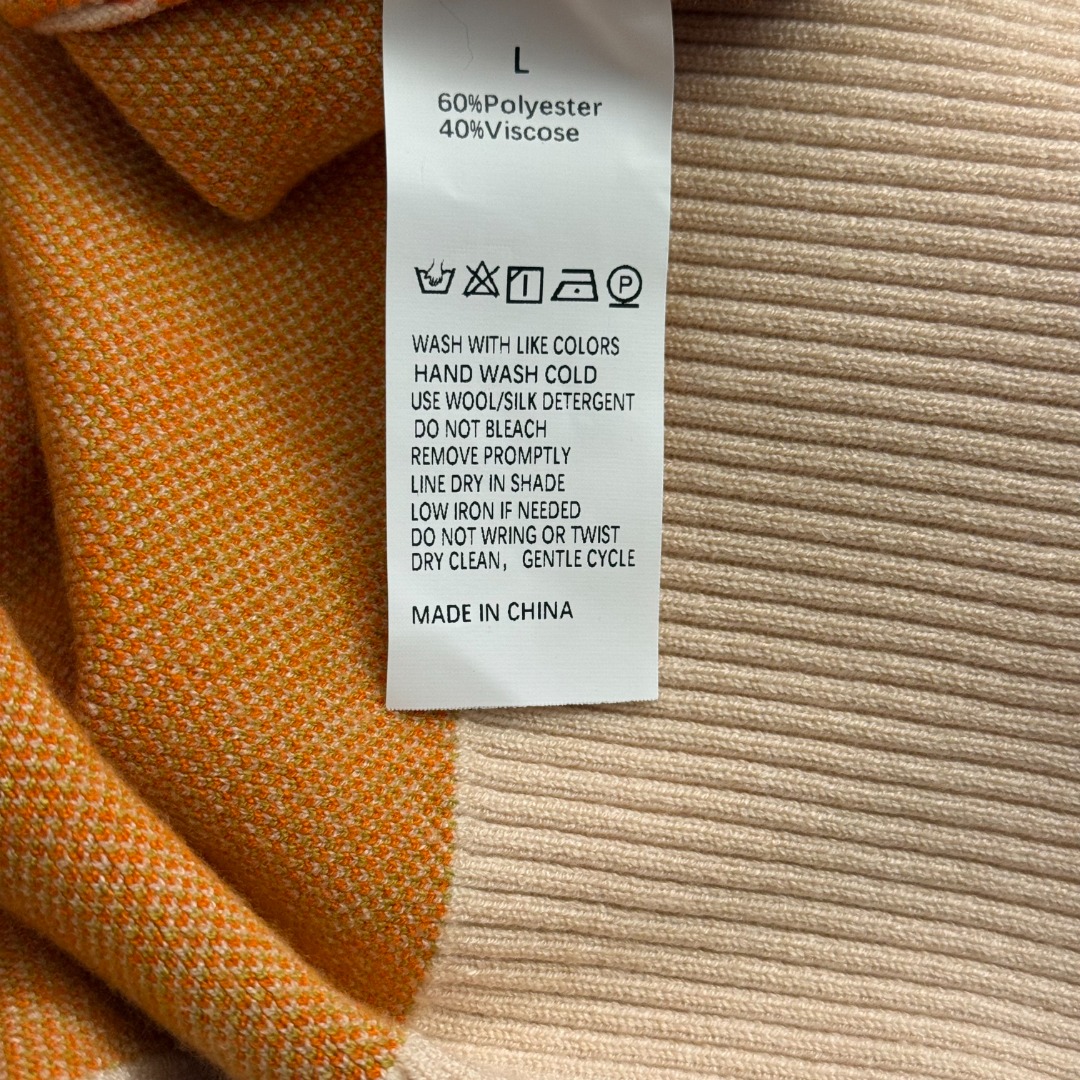 L
60%Polyester
40%Viscose
P
WASH WITH LIKE COLORS
HAND WASH COLD
USE WOOL/SILK DETERGENT
DO NOT BLEACH
REMOVE PROMPTLY
LINE DRY IN SHADE
LOW IRON IF NEEDED
DO NOT WRING OR TWIST
DRY CLEAN, GENTLE CYCLE
MADE IN CHINA